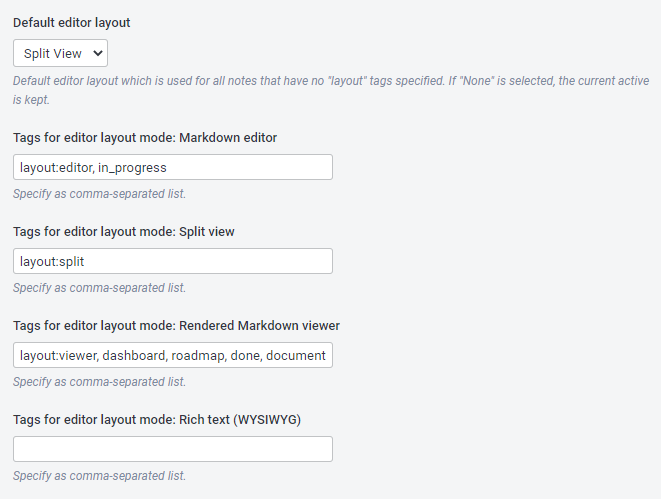 Default editor layout
Split View
Default editor layout which is used for all notes that have no "layout" tags specified. If "None" is selected, the current active
is kept.
Tags for editor layout mode: Markdown editor
layout:editor, in_progress
Specify as comma-separated list.
Tags for editor layout mode: Split view
layout:split
Specify as comma-separated list.
Tags for editor layout mode: Rendered Markdown viewer
layout:viewer, dashboard, roadmap, done, document
Specify as comma-separated list.
Tags for editor layout mode: Rich text (WYSIWYG)
Specify as comma-separated list.